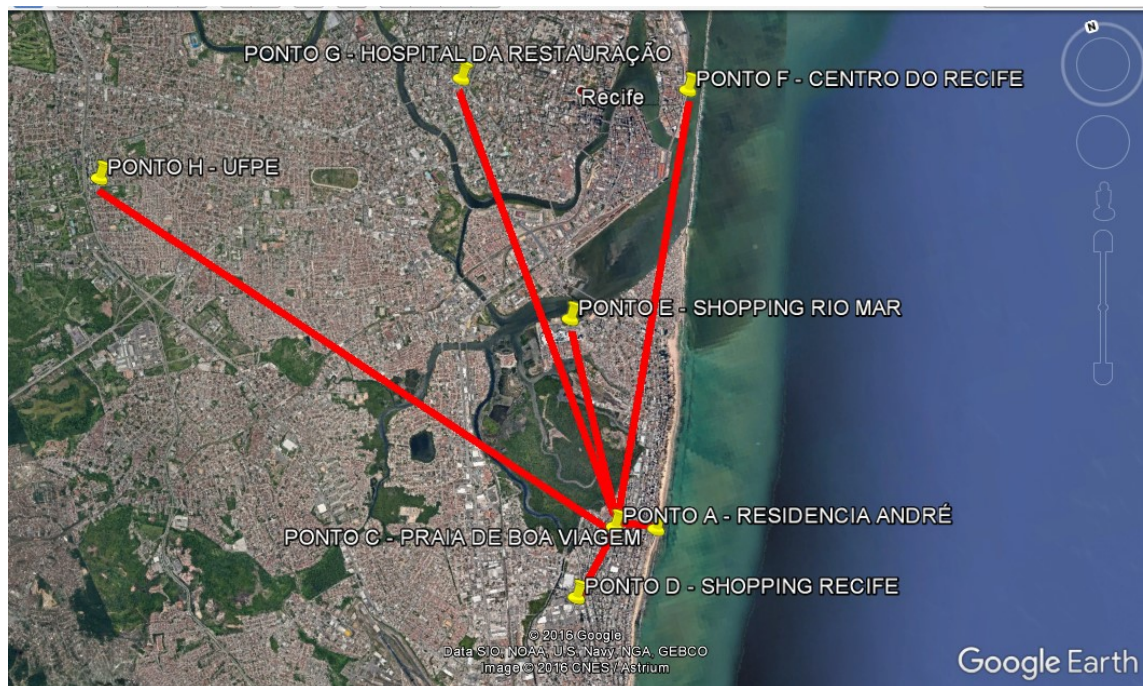 N
PONTO G - HOSPITAL DA RESTAURAÇÃO
PONTO F - CENTRO DO RECIFE
Recife
PONTO H - UFPE
PONTO E - SHOPPING RIO MAR
PONTO A - RESIDENCIA ANDRÉ
PONTO C - PRAIA DE BOA VIAGEM
PONTO D - SHOPPING RECIFE
© 2016 Google
Data SIO, NOAA, U.S. Navy, NGA, GEBCO
Image © 2016 CNES / Astrium
Google Earth